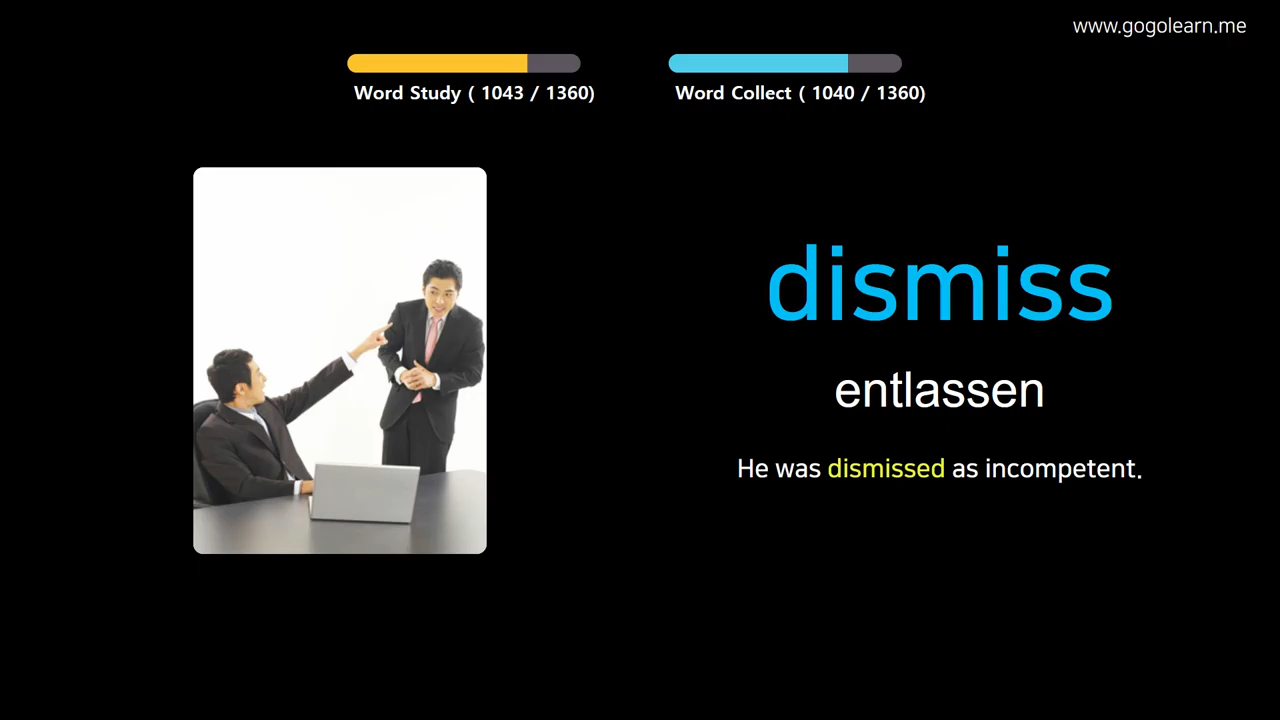 www.gogolearn.me
Word Study ( 1043 / 1360)
Word Collect ( 1040 / 1360)
dismiss
entlassen
He was dismissed as incompetent.